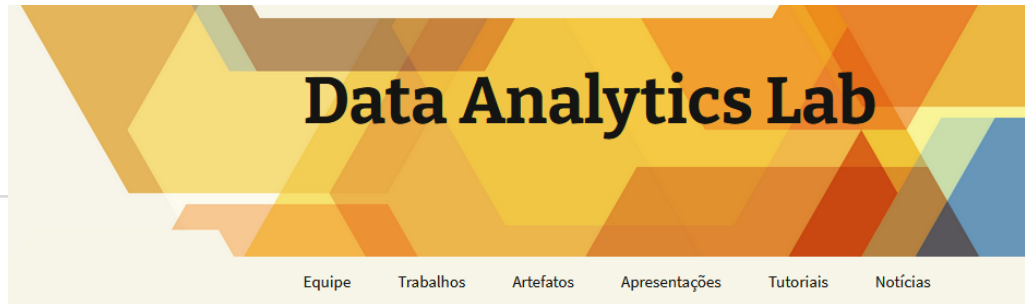 Data Analytics Lab
Equipe Trabalhos Artefatos Apresentações Tutoriais Notícias